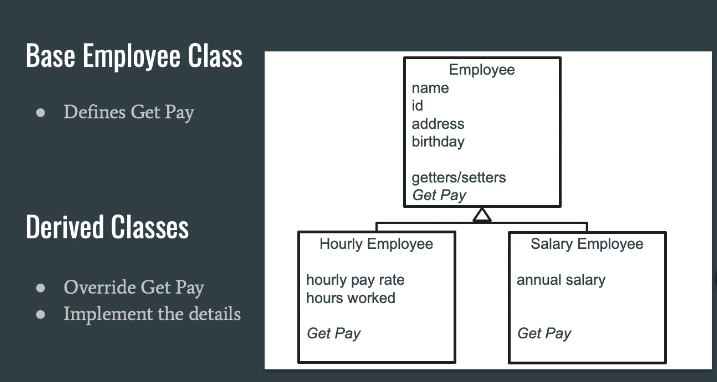 Base Employee Class
● Defines Get Pay
Derived Classes
● Override Get Pay
● Implement the details
Employee
name
id
address
birthday
getters/setters
Get Pay
Hourly Employee
hourly pay rate
hours worked
Get Pay
Salary Employee
annual salary
Get Pay